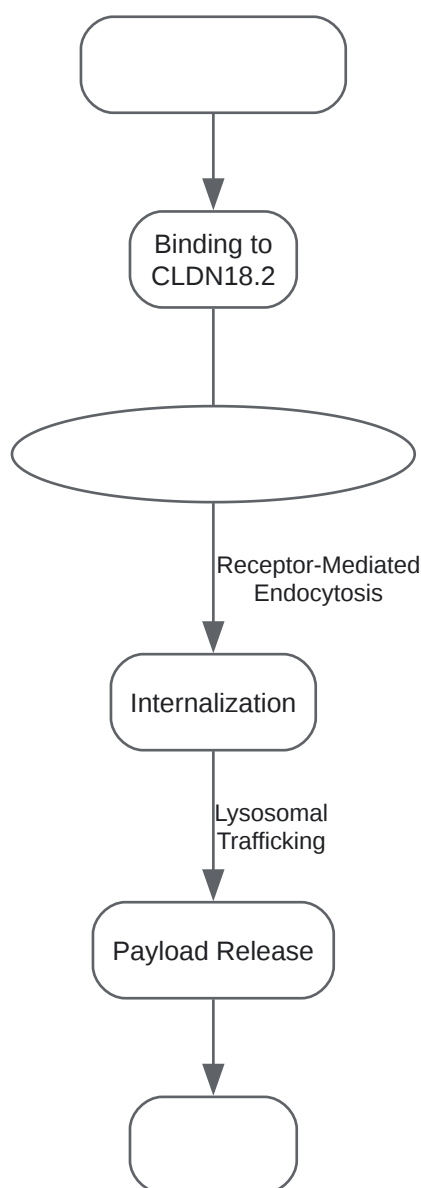 Binding to
CLDN18.2
Receptor-Mediated
Endocytosis
Internalization
Lysosomal
Trafficking
Payload Release